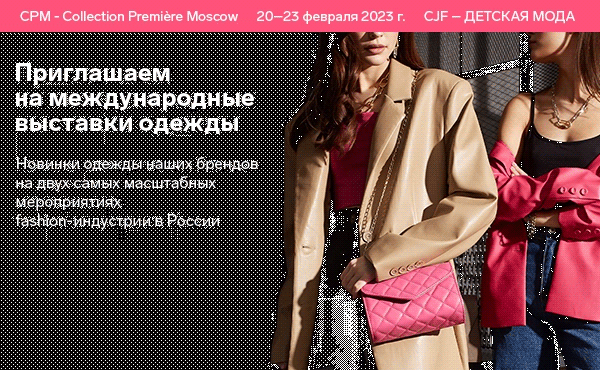 CPM - Collection Première Moscow 20–23 февраля 2023 г. CJF – ДЕТСКАЯ МОДА
Приглашаем
на международные
выставки одежды
Новинки одежды наших брендов
на двух самых масштабных
мероприятиях
fashion-индустрии в России